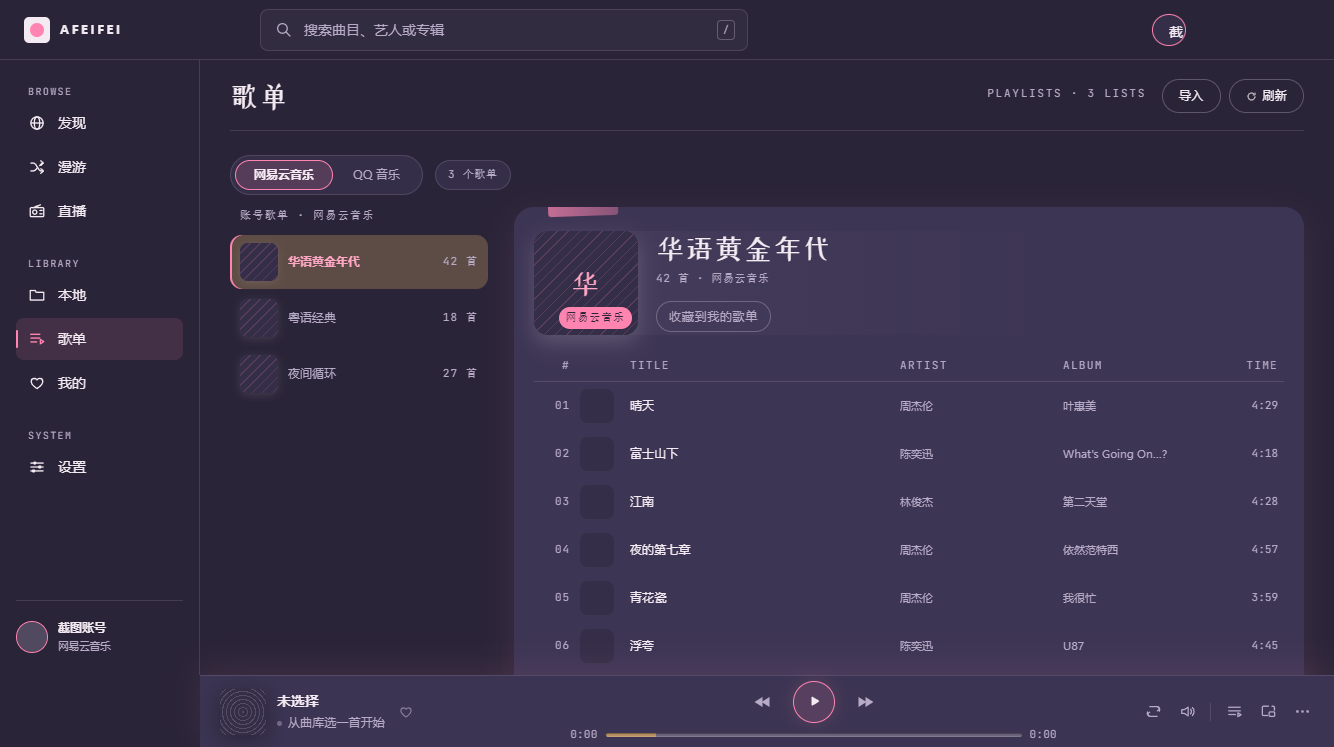 AFEIFEI
搜索曲目、艺人或专辑 /
截
BROWSE
发现
漫游
直播
LIBRARY
本地
歌单
我的
SYSTEM
设置
截图账号
网易云音乐
歌单
PLAYLISTS · 3 LISTS 导入 刷新
网易云音乐 QQ 音乐 3 个歌单
账号歌单 · 网易云音乐
华语黄金年代 42 首
粤语经典 18 首
夜间循环 27 首
华
网易云音乐
华语黄金年代
42 首 · 网易云音乐
收藏到我的歌单
# TITLE ARTIST ALBUM TIME
01 晴天 周杰伦 叶惠美 4:29
02 富士山下 陈奕迅 What's Going On…? 4:18
03 江南 林俊杰 第二天堂 4:28
04 夜的第七章 周杰伦 依然范特西 4:57
05 青花瓷 周杰伦 我很忙 3:59
06 浮夸 陈奕迅 U87 4:45
未选择
从曲库选一首开始
0:00 0:00